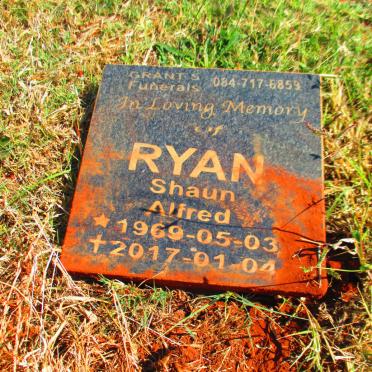 GRANT'S 084-717-6853
Funerals
In Loving Memory
of
RYAN
Shaun
Alfred
☆ 1969-05-03
✝ 2017-01-04